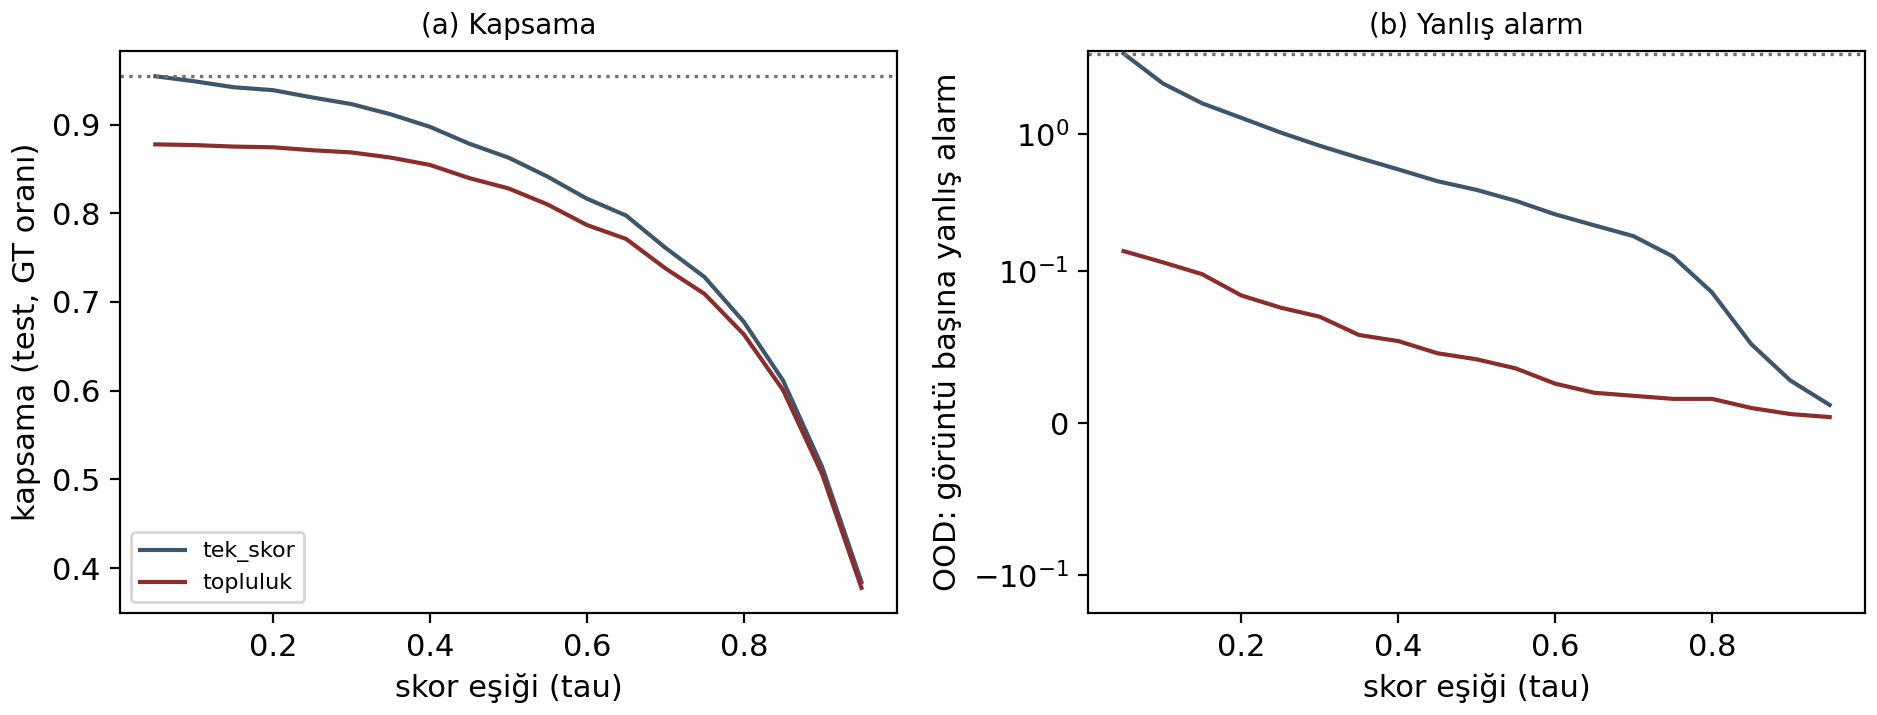 (a) Kapsama
kapsama (test, GT oranı)
0.9
0.8
0.7
0.6
0.5
0.4
tek_skor
topluluk
0.2 0.4 0.6 0.8
skor eşiği (tau)
(b) Yanlış alarm
OOD: görüntü başına yanlış alarm
10⁰
10⁻¹
0
−10⁻¹
0.2 0.4 0.6 0.8
skor eşiği (tau)